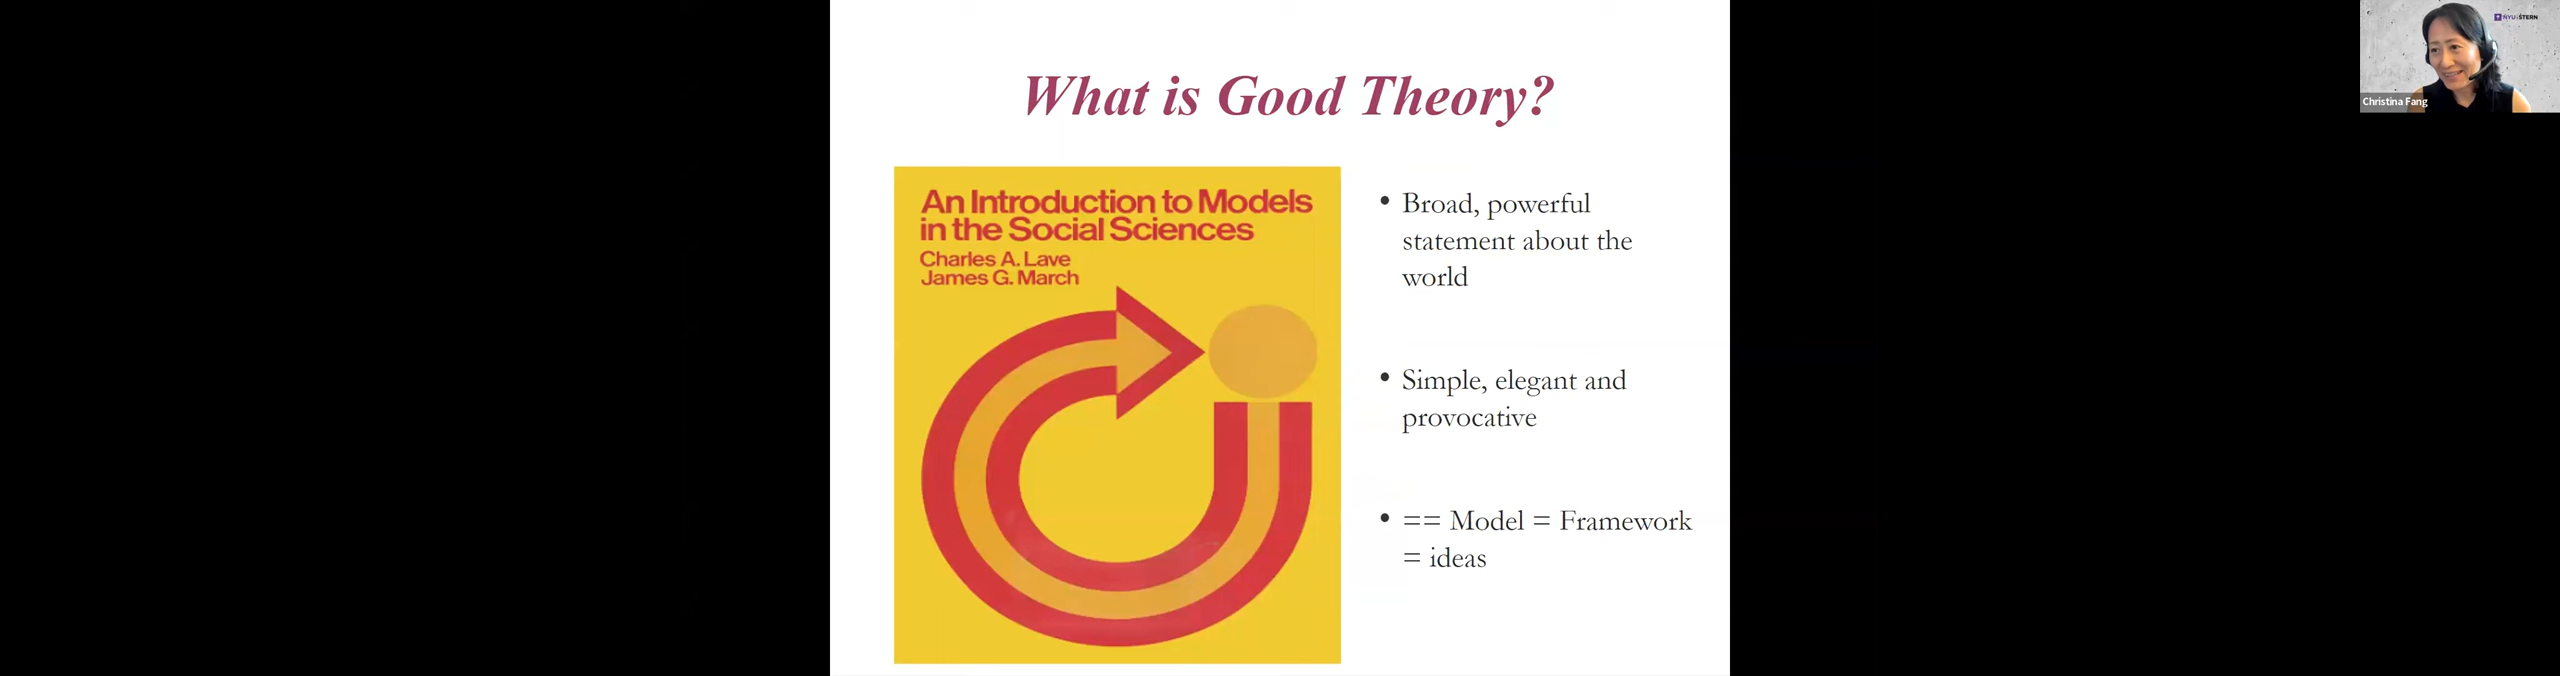 What is Good Theory?
An Introduction to Models
in the Social Sciences
Charles A. Lave
James G. March
• Broad, powerful
statement about the
world
• Simple, elegant and
provocative
• == Model = Framework
= ideas
NYU STERN
Christina Fang